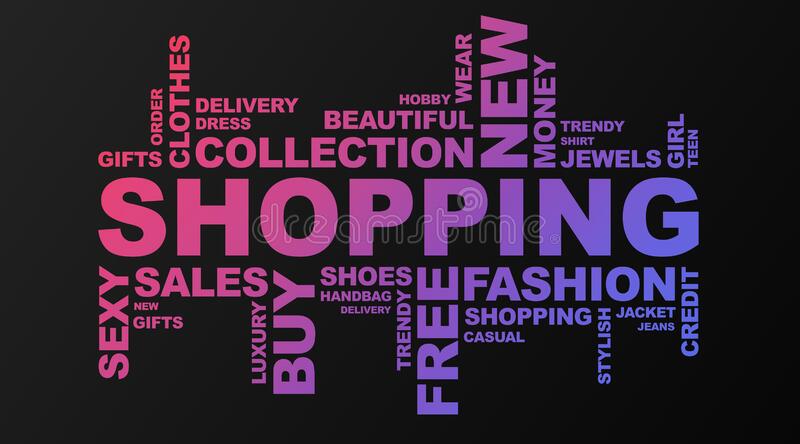 NEW
WEAR
CLOTHES
ORDER
MONEY
HOBBY
DELIVERY
BEAUTIFUL
DRESS
TRENDY
GIRL
SHIRT
TEEN
GIFTS
COLLECTION
JEWELS
SHOPPING
dreamstime
SEXY
SALES
SHOES
FREE
FASHION
CREDIT
BUY
LUXURY
HANDBAG
TRENDY
NEW
DELIVERY
SHOPPING
STYLISH
JACKET
GIFTS
JEANS
CASUAL